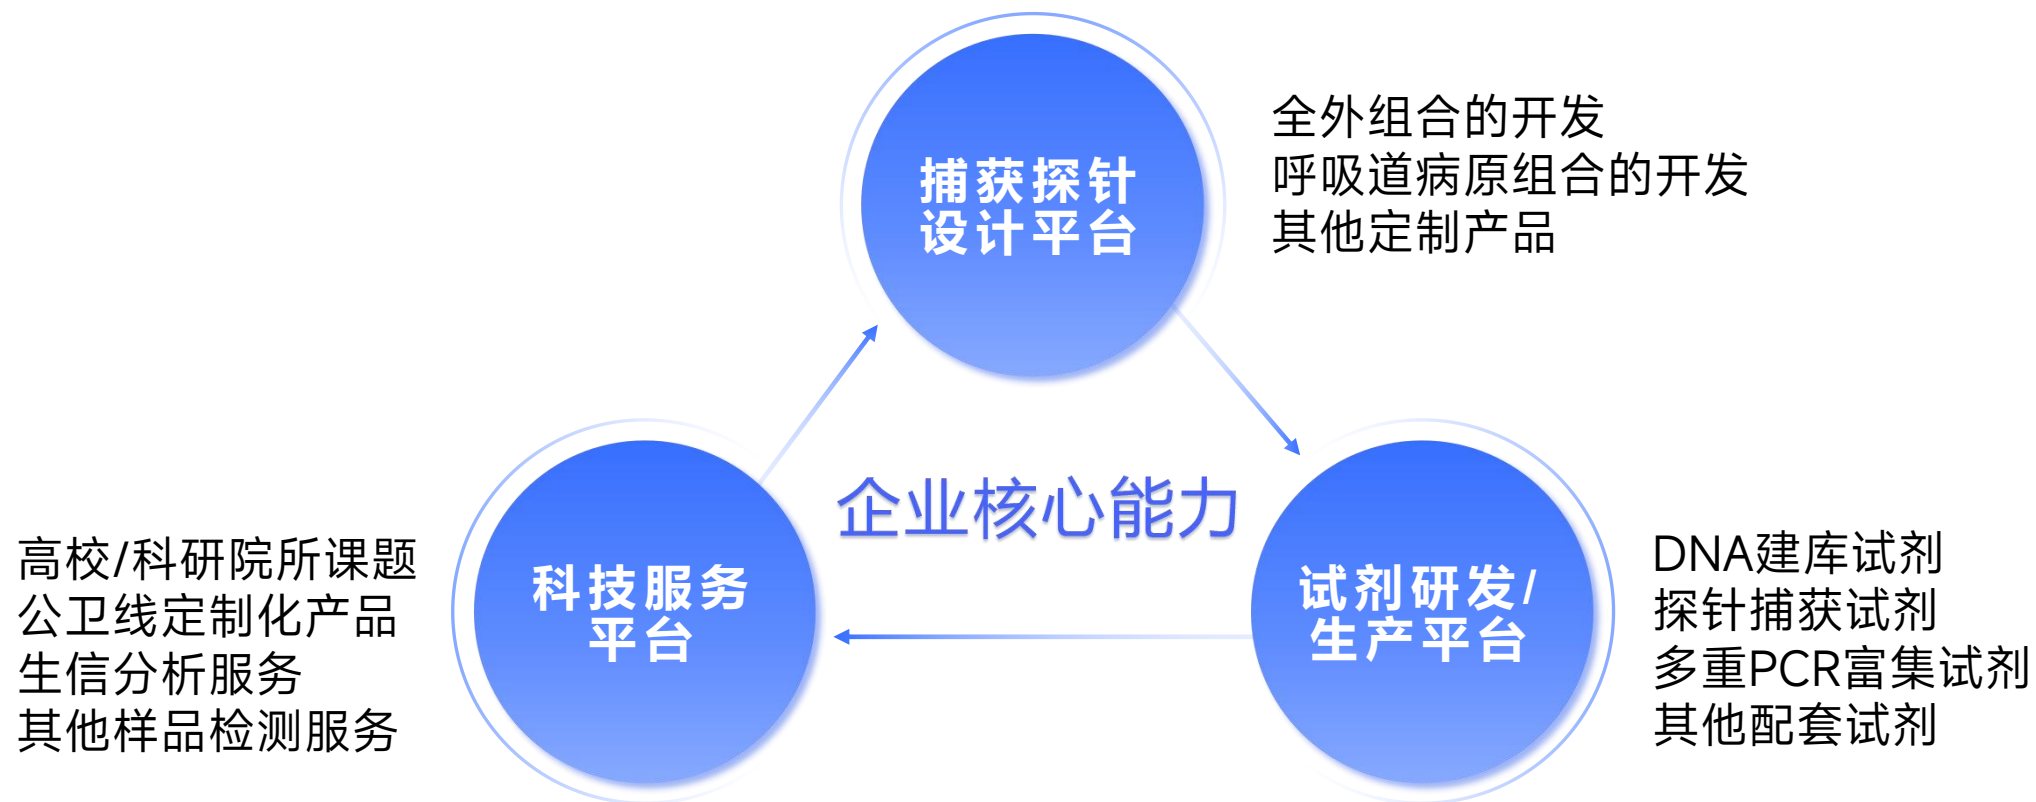 捕获探针
设计平台
全外组合的开发
呼吸道病原组合的开发
其他定制产品
企业核心能力
高校/科研院所课题
公卫线定制化产品
生信分析服务
其他样品检测服务
科技服务
平台
试剂研发/
生产平台
DNA建库试剂
探针捕获试剂
多重PCR富集试剂
其他配套试剂